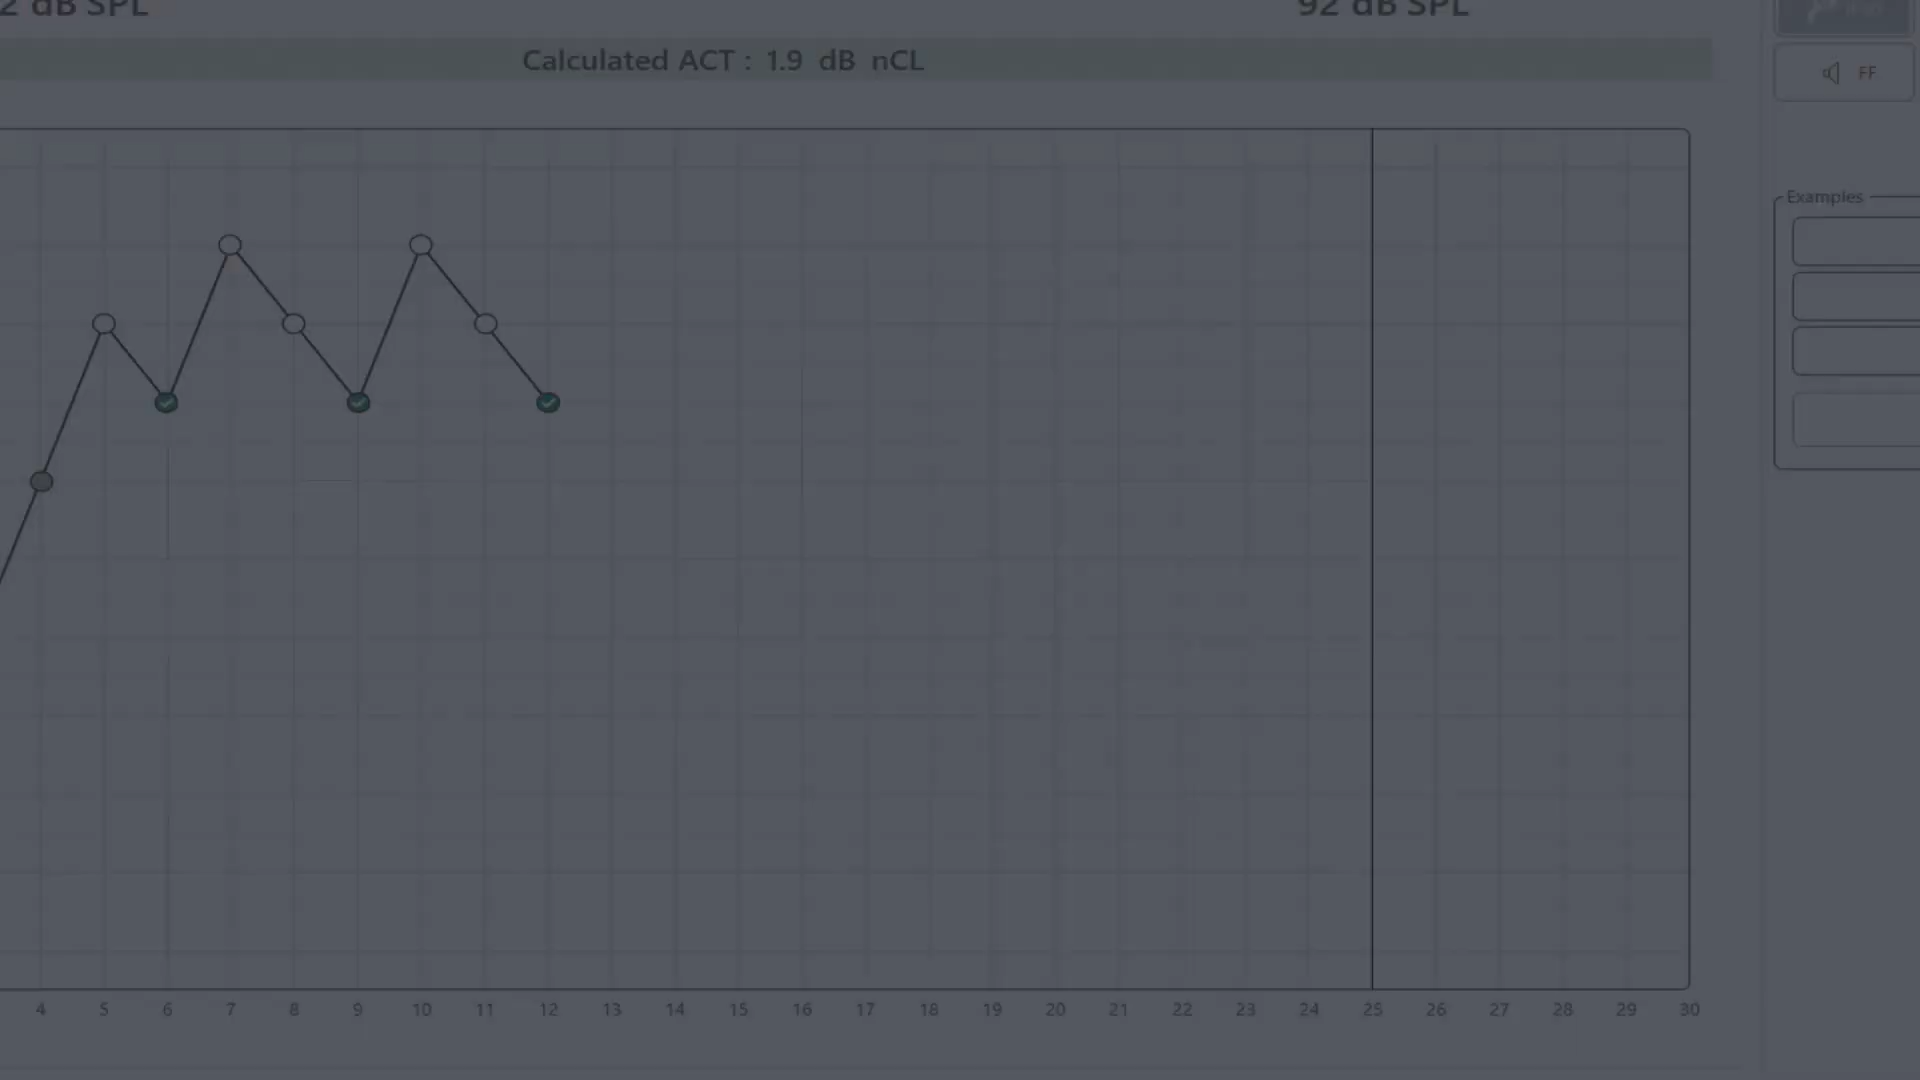 2 dB SPL
92 dB SPL
Calculated ACT : 1.9 dB nCL
FF
Examples
4 5 6 7 8 9 10 11 12 13 14 15 16 17 18 19 20 21 22 23 24 25 26 27 28 29 30